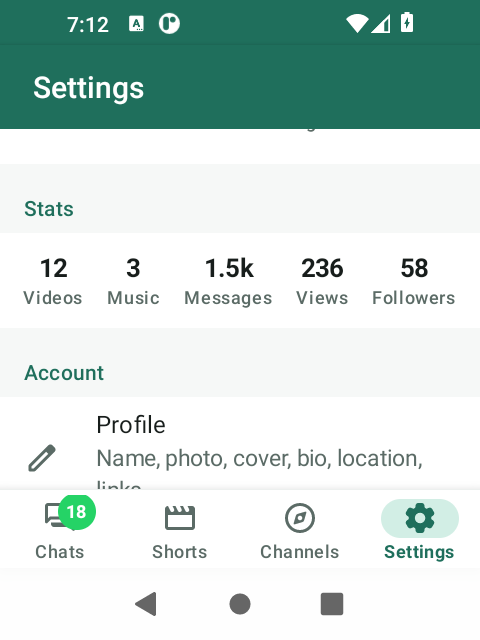 7:12
Settings
Stats
12 3 1.5k 236 58
Videos Music Messages Views Followers
Account
Profile
Name, photo, cover, bio, location,
links
18
Chats Shorts Channels Settings